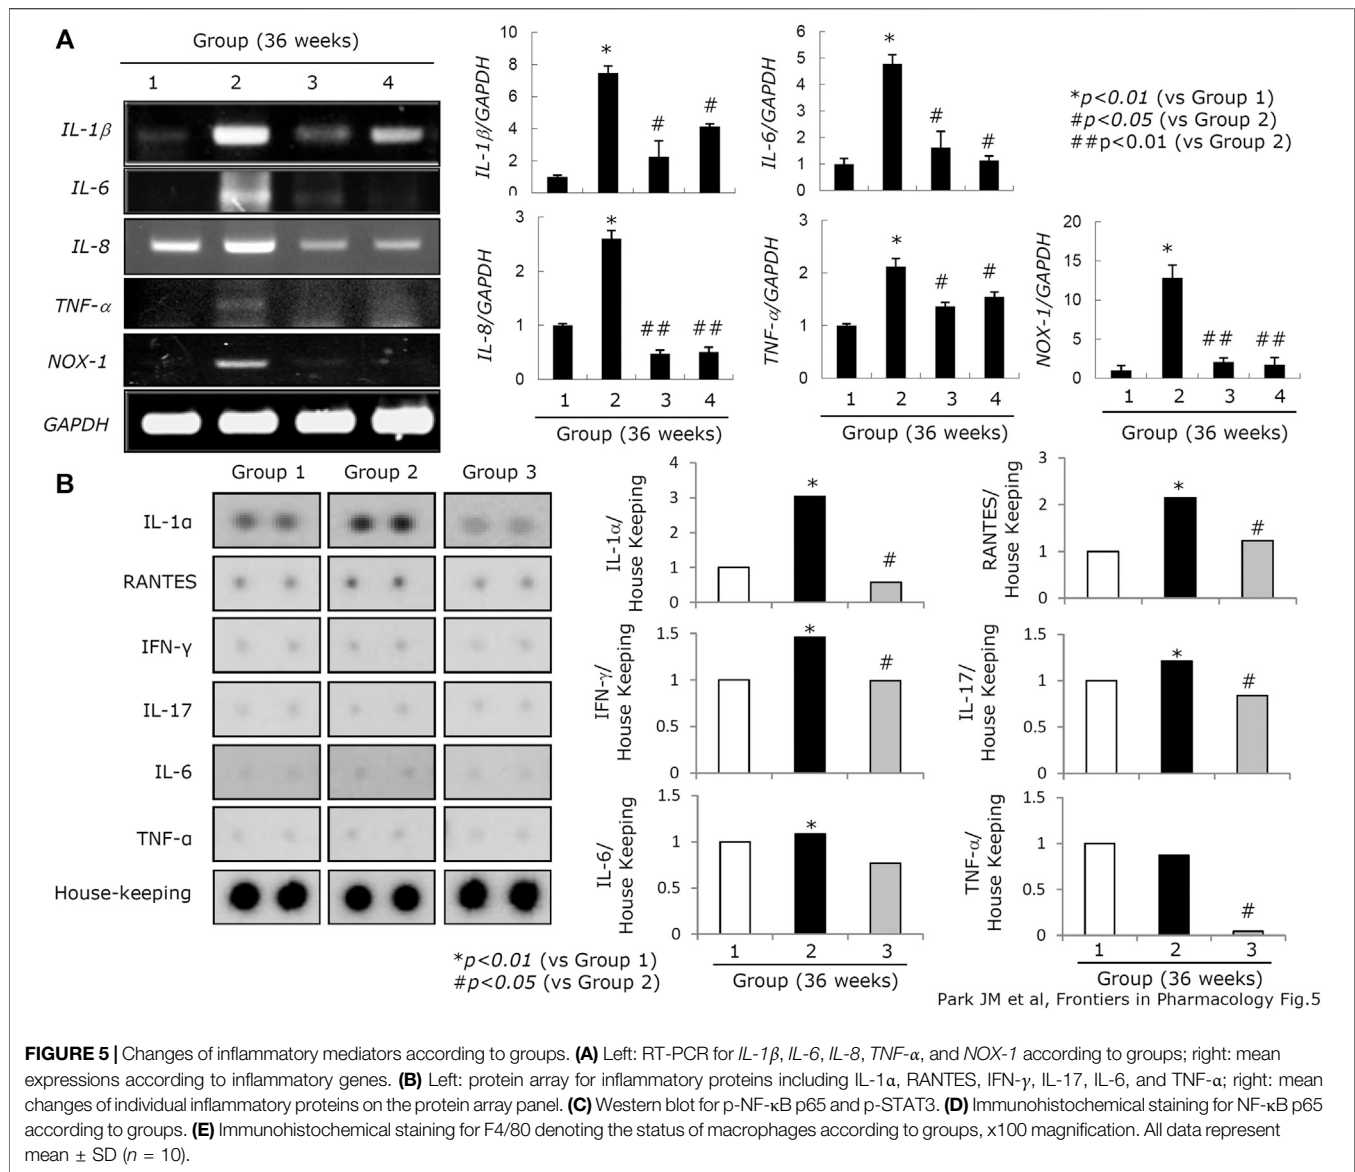 A
Group (36 weeks)
1 2 3 4
IL-1β
IL-6
IL-8
TNF-α
NOX-1
GAPDH
IL-1β/GAPDH
10
8
6
4
2
0
*
#
#
IL-6/GAPDH
6
5
4
3
2
1
0
*
#
#
*p<0.01 (vs Group 1)
#p<0.05 (vs Group 2)
##p<0.01 (vs Group 2)
IL-8/GAPDH
3
2
1
0
*
##
##
1 2 3 4
Group (36 weeks)
TNF-α/GAPDH
3
2
1
0
*
#
#
1 2 3 4
Group (36 weeks)
NOX-1/GAPDH
20
15
10
5
0
*
##
##
1 2 3 4
Group (36 weeks)
B
Group 1 Group 2 Group 3
IL-1α
RANTES
IFN-γ
IL-17
IL-6
TNF-α
House-keeping
*p<0.01 (vs Group 1)
#p<0.05 (vs Group 2)
IL-1α/
House Keeping
4
3
2
1
0
*
#
RANTES/
House Keeping
3
2
1
0
*
#
IFN-γ/
House Keeping
1.5
1
0.5
0
*
#
IL-17/
House Keeping
1.5
1
0.5
0
*
#
IL-6/
House Keeping
1
0.5
0
*
1 2 3
Group (36 weeks)
TNF-α/
House Keeping
1.5
1
0.5
0
#
1 2 3
Group (36 weeks)
Park JM et al, Frontiers in Pharmacology Fig.5
FIGURE 5 | Changes of inflammatory mediators according to groups. (A) Left: RT-PCR for IL-1β, IL-6, IL-8, TNF-α, and NOX-1 according to groups; right: mean
expressions according to inflammatory genes. (B) Left: protein array for inflammatory proteins including IL-1α, RANTES, IFN-γ, IL-17, IL-6, and TNF-α; right: mean
changes of individual inflammatory proteins on the protein array panel. (C) Western blot for p-NF-κB p65 and p-STAT3. (D) Immunohistochemical staining for NF-κB p65
according to groups. (E) Immunohistochemical staining for F4/80 denoting the status of macrophages according to groups, x100 magnification. All data represent
mean ± SD (n = 10).